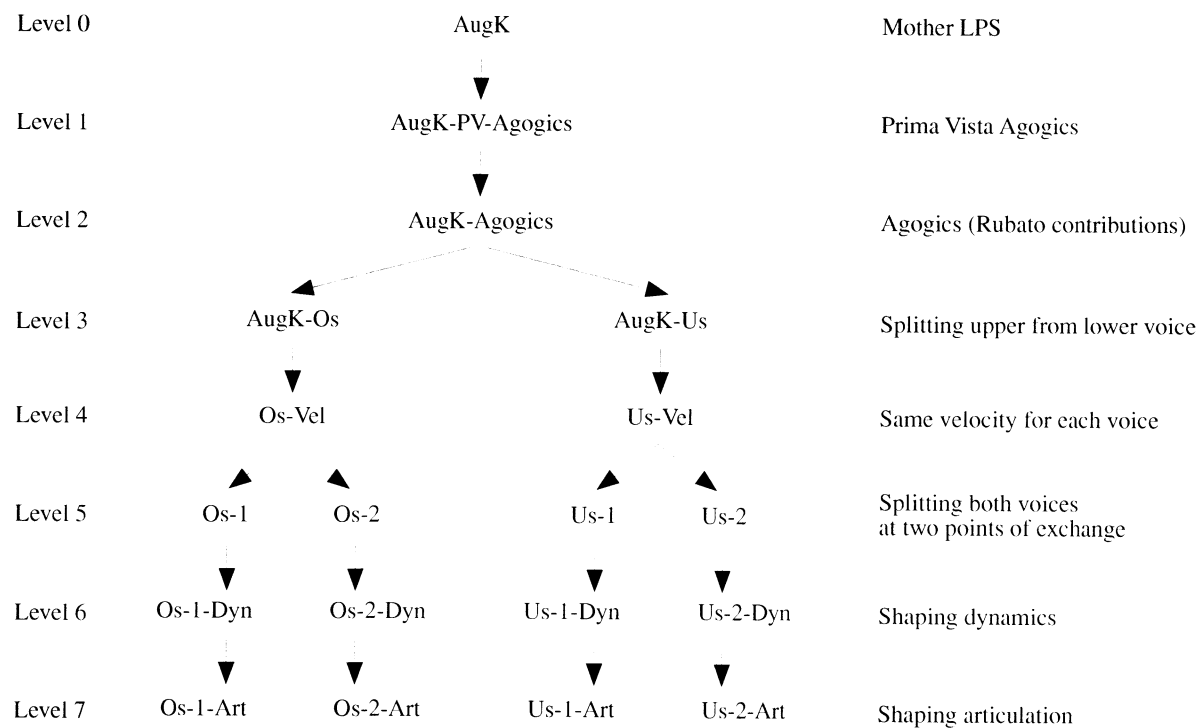 Level 0 AugK Mother LPS
Level 1 AugK-PV-Agogics Prima Vista Agogics
Level 2 AugK-Agogics Agogics (Rubato contributions)
Level 3 AugK-Os AugK-Us Splitting upper from lower voice
Level 4 Os-Vel Us-Vel Same velocity for each voice
Level 5 Os-1 Os-2 Us-1 Us-2 Splitting both voices
at two points of exchange
Level 6 Os-1-Dyn Os-2-Dyn Us-1-Dyn Us-2-Dyn Shaping dynamics
Level 7 Os-1-Art Os-2-Art Us-1-Art Us-2-Art Shaping articulation